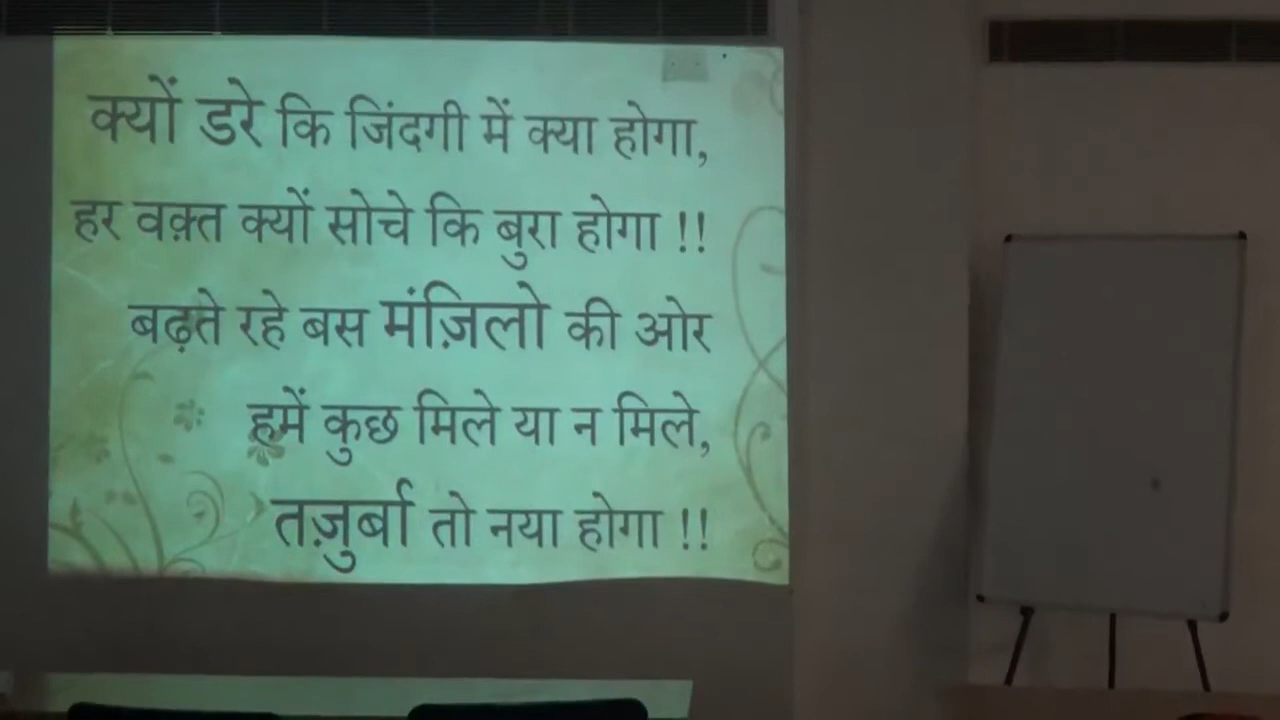 क्यों डरे कि जिंदगी में क्या होगा,
हर वक़्त क्यों सोचे कि बुरा होगा !!
बढ़ते रहे बस मंज़िलो की ओर
हमें कुछ मिले या न मिले,
तज़ुर्बा तो नया होगा !!